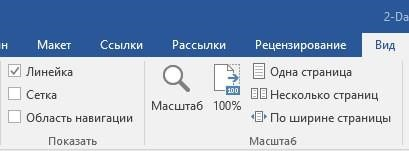 2-Da
Макет Ссылки Рассылки Рецензирование Вид
Линейка
Сетка
Область навигации
Показать
Масштаб
100%
100
Одна страница
Несколько страниц
По ширине страницы
Масштаб